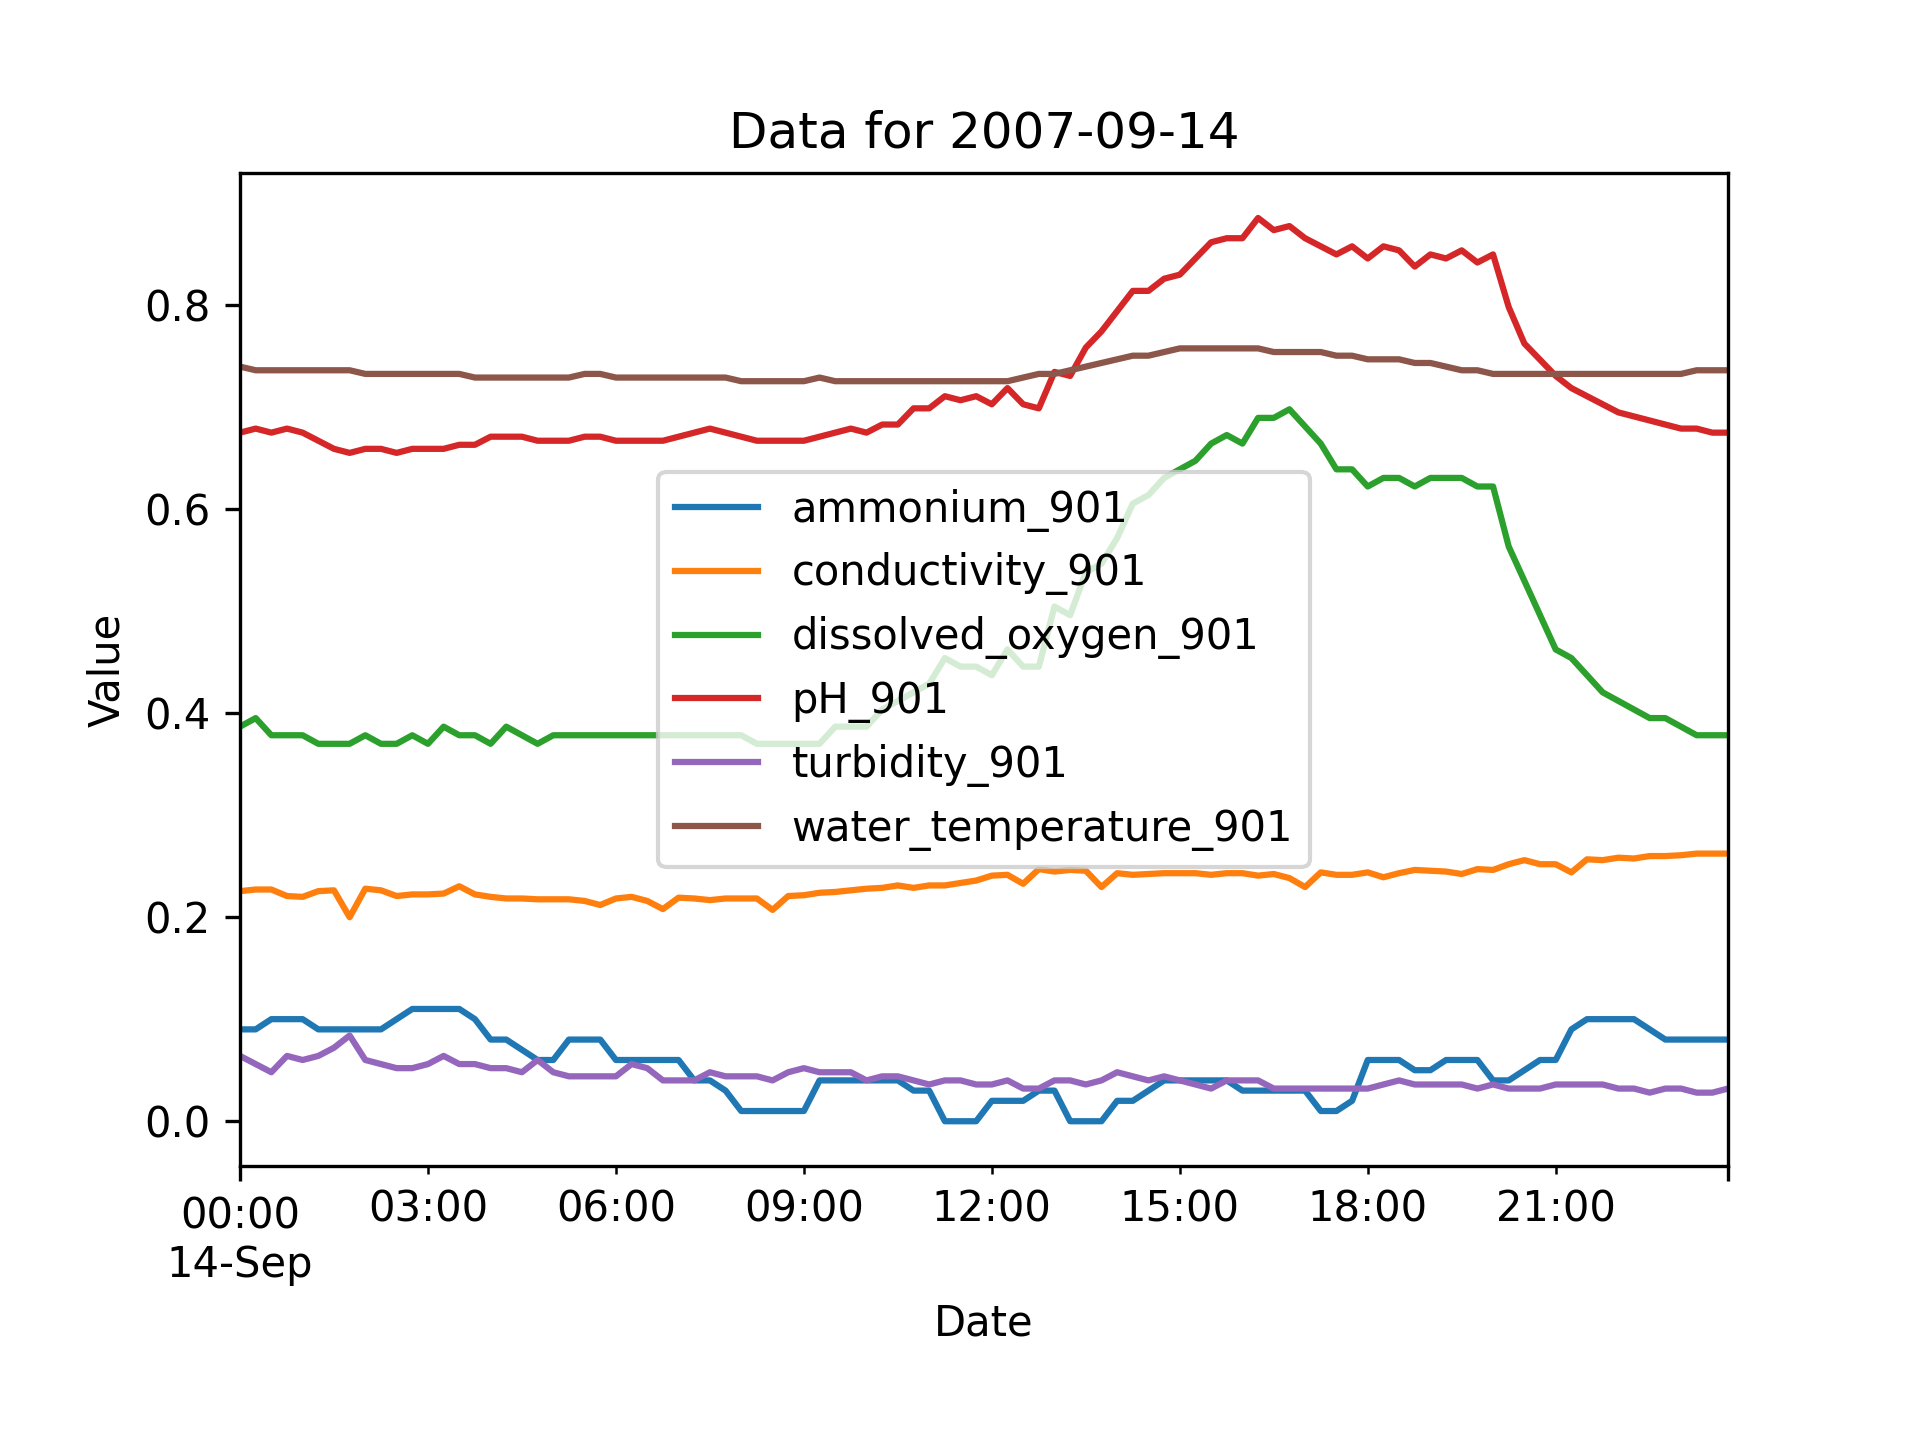 Data for 2007-09-14
Value
0.8
0.6
0.4
0.2
0.0
ammonium_901
conductivity_901
dissolved_oxygen_901
pH_901
turbidity_901
water_temperature_901
00:00 03:00 06:00 09:00 12:00 15:00 18:00 21:00
14-Sep
Date